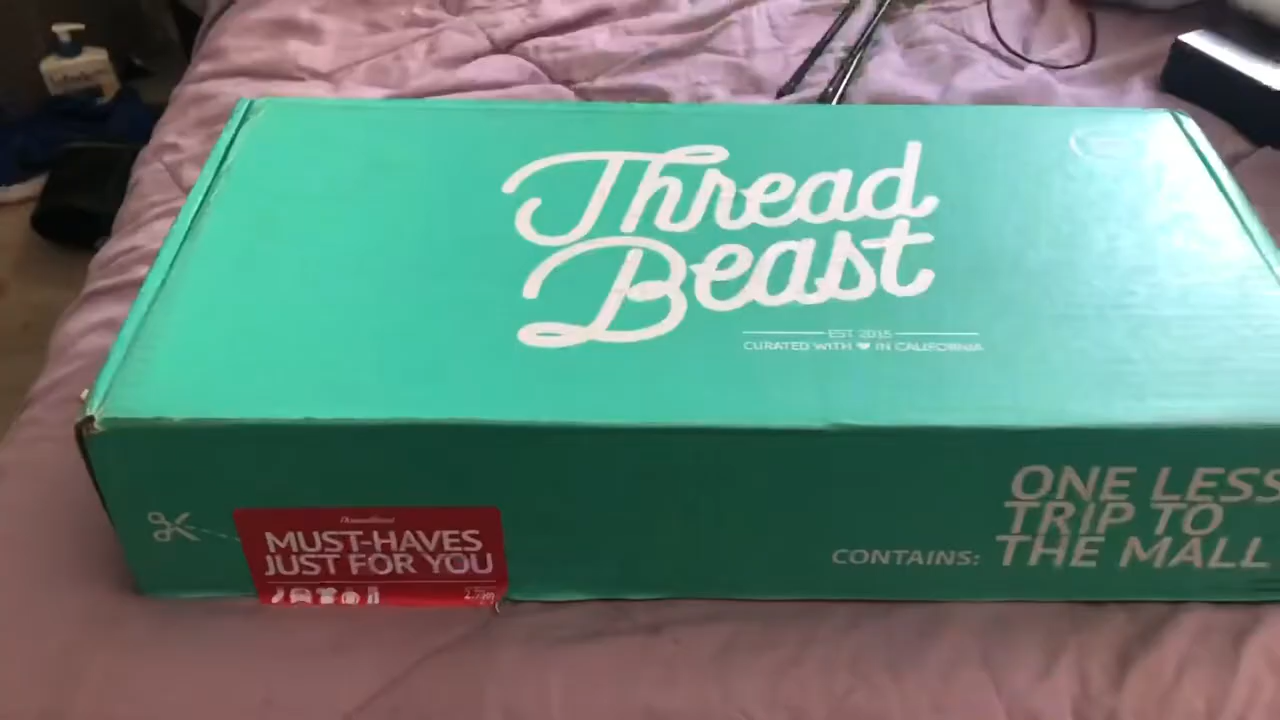 Thread
Beast
EST 2015
CURATED WITH ♥ IN CALIFORNIA
MUST-HAVES
JUST FOR YOU
CONTAINS:
ONE LESS
TRIP TO
THE MALL